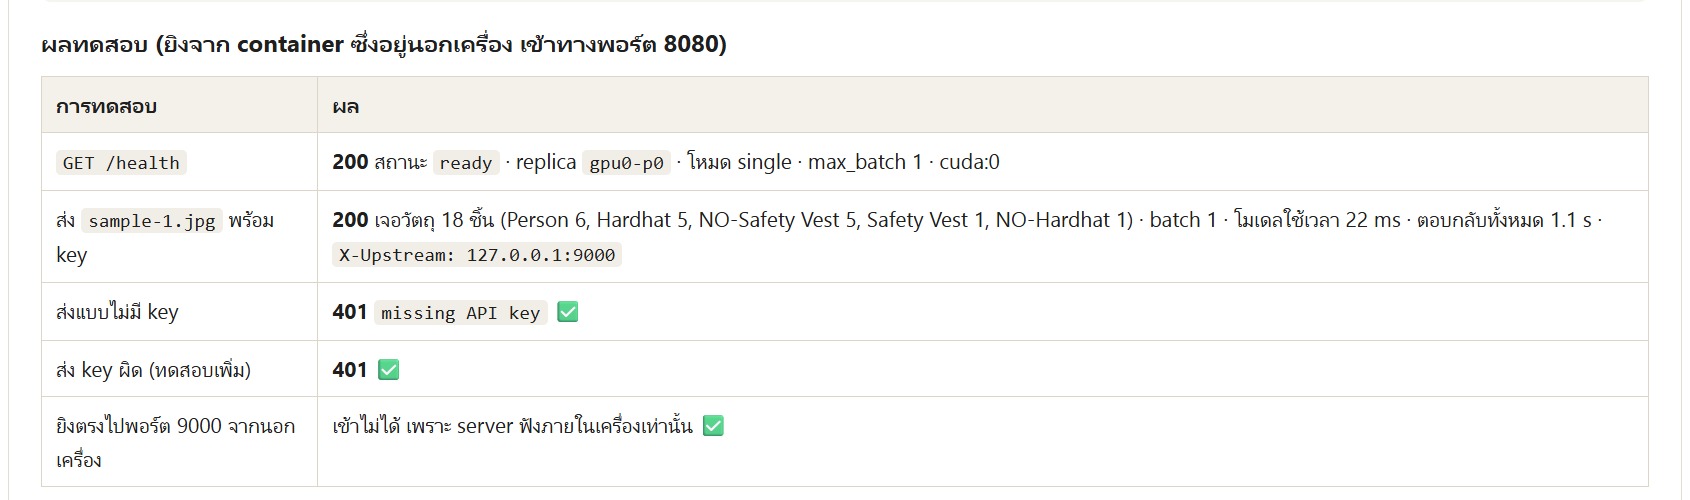 ผลทดสอบ (ยิงจาก container ซึ่งอยู่นอกเครื่อง เข้าทางพอร์ต 8080)
การทดสอบ ผล
GET /health 200 สถานะ ready · replica gpu0-p0 · โหมด single · max_batch 1 · cuda:0
ส่ง sample-1.jpg พร้อม
key
200 เจอวัตถุ 18 ชิ้น (Person 6, Hardhat 5, NO-Safety Vest 5, Safety Vest 1, NO-Hardhat 1) · batch 1 · โมเดลใช้เวลา 22 ms · ตอบกลับทั้งหมด 1.1 s ·
X-Upstream: 127.0.0.1:9000
ส่งแบบไม่มี key 401 missing API key ✅
ส่ง key ผิด (ทดสอบเพิ่ม) 401 ✅
ยิงตรงไปพอร์ต 9000 จากนอก
เครื่อง
เข้าไม่ได้ เพราะ server ฟังภายในเครื่องเท่านั้น ✅